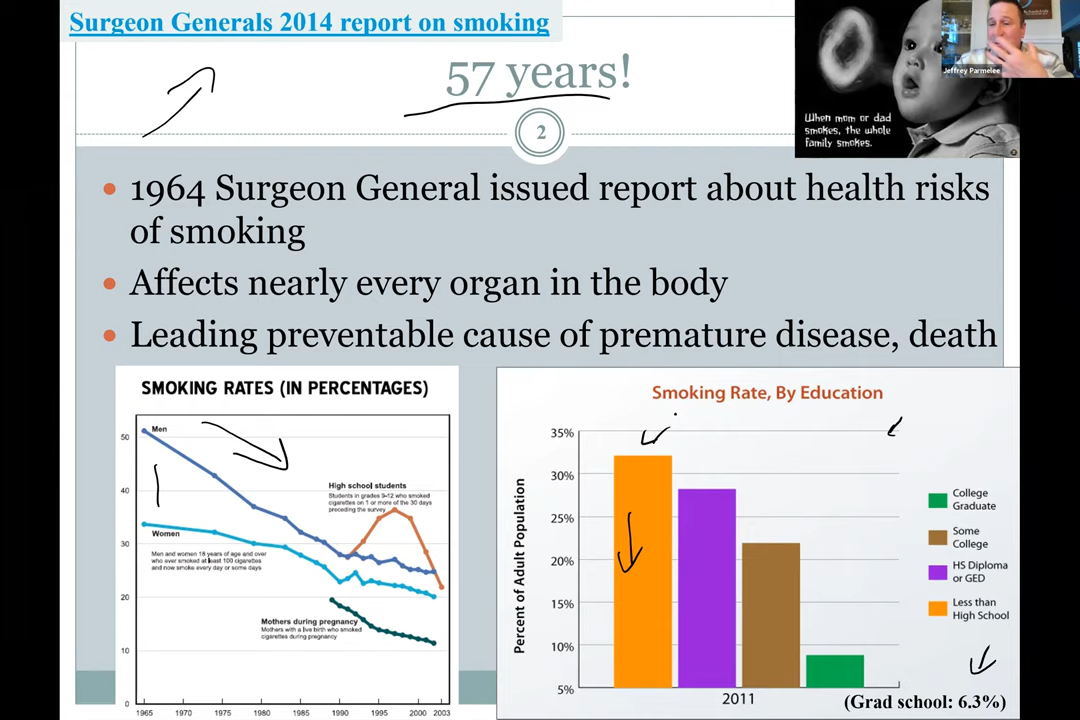 Surgeon Generals 2014 report on smoking
57 years!
2
When mom or dad
smokes, the whole
family smokes.
Jeffrey Parmelee
1964 Surgeon General issued report about health risks
of smoking
Affects nearly every organ in the body
Leading preventable cause of premature disease, death
SMOKING RATES (IN PERCENTAGES)
50
40
30
20
10
0
Men
Women
Men and women 18 years of age and over
who ever smoked at least 100 cigarettes
and now smoke every day or some days
High school students
Students in grades 9-12 who smoked
cigarettes on 1 or more of the 30 days
preceding the survey
Mothers during pregnancy
Mothers with a live birth who smoked
cigarettes during pregnancy
1965 1970 1975 1980 1985 1990 1995 2000 2003
Smoking Rate, By Education
Percent of Adult Population
35%
30%
25%
20%
15%
10%
5%
2011
College
Graduate
Some
College
HS Diploma
or GED
Less than
High School
(Grad school: 6.3%)